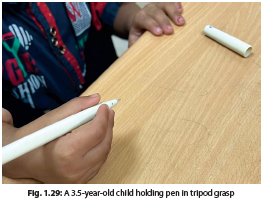 Fig. 1.29: A 3.5-year-old child holding pen in tripod grasp